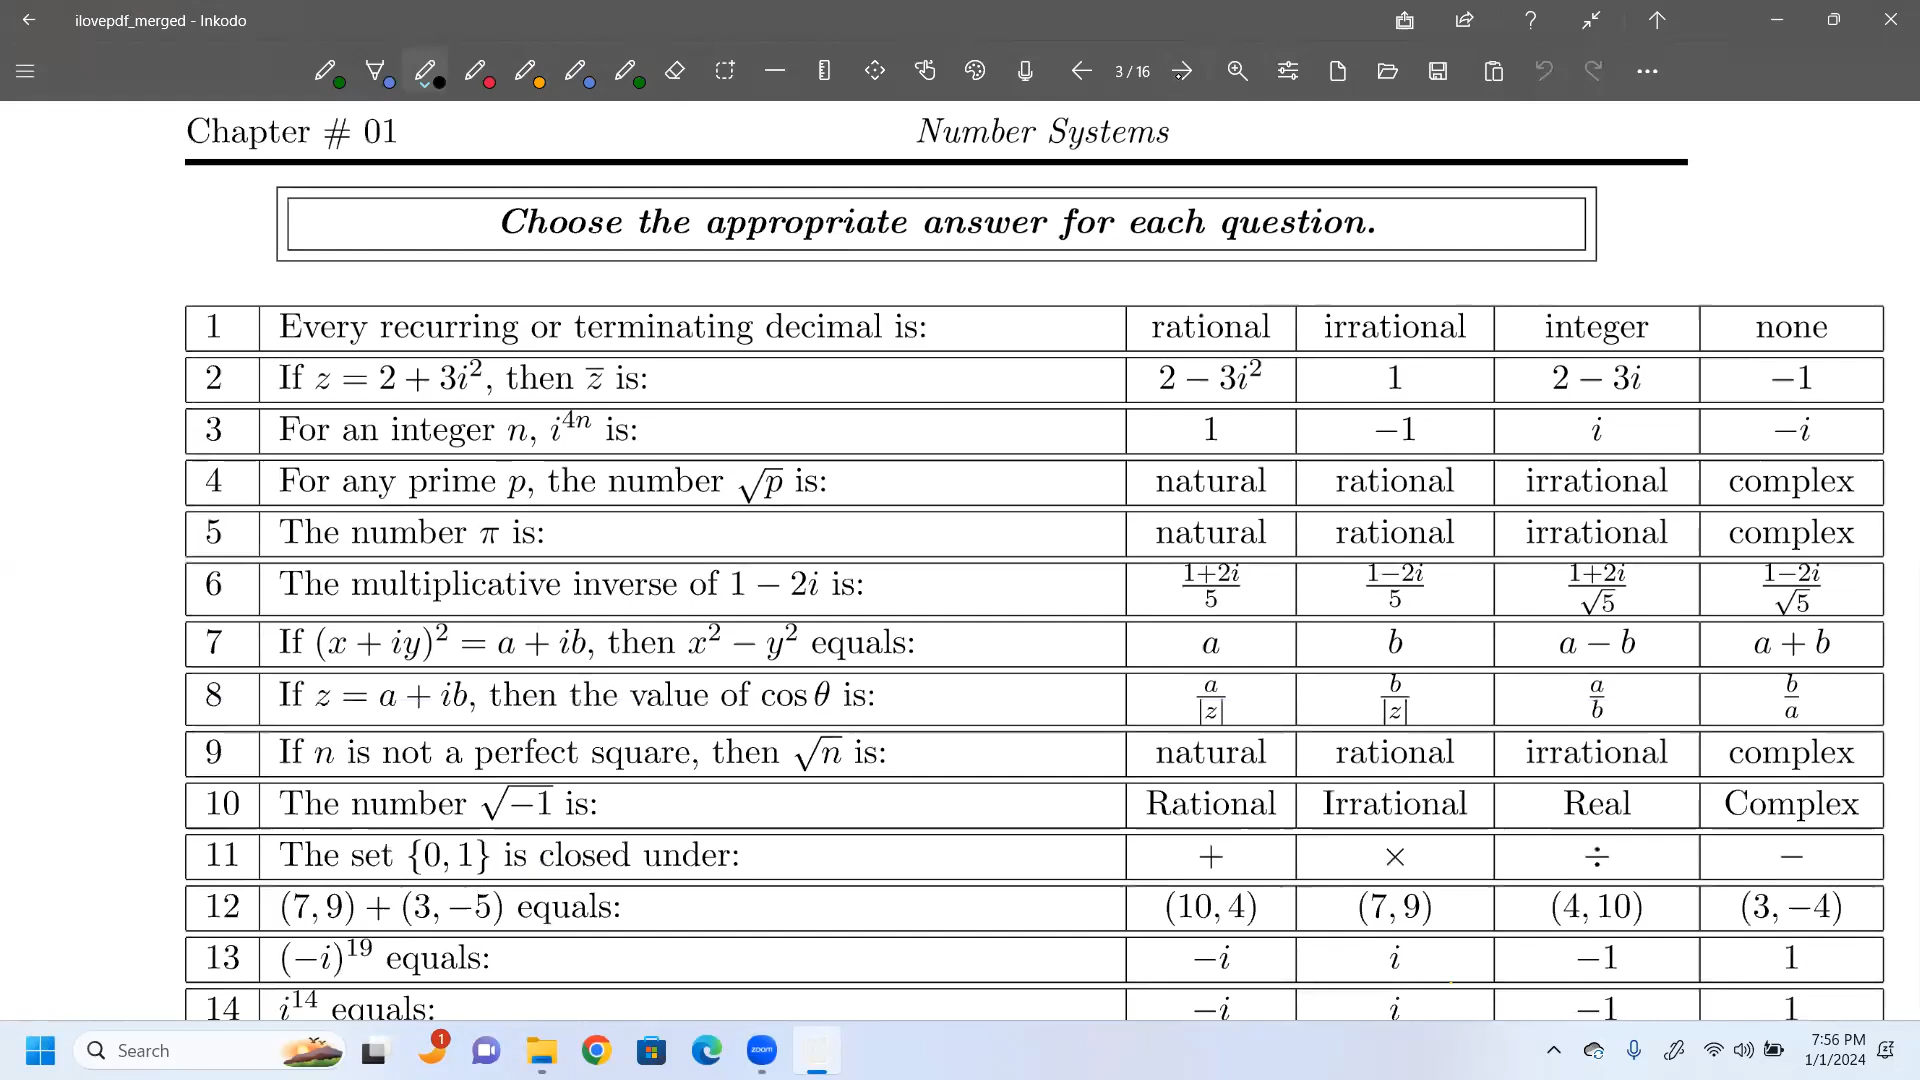 ilovepdf_merged - Inkodo
3 / 16
Chapter # 01 Number Systems
Choose the appropriate answer for each question.
1 Every recurring or terminating decimal is: rational irrational integer none
2 If z = 2 + 3i², then z̅ is: 2 − 3i² 1 2 − 3i −1
3 For an integer n, i⁴ⁿ is: 1 −1 i −i
4 For any prime p, the number √p is: natural rational irrational complex
5 The number π is: natural rational irrational complex
6 The multiplicative inverse of 1 − 2i is: (1+2i)/5 (1−2i)/5 (1+2i)/√5 (1−2i)/√5
7 If (x + iy)² = a + ib, then x² − y² equals: a b a − b a + b
8 If z = a + ib, then the value of cos θ is: a/|z| b/|z| a/b b/a
9 If n is not a perfect square, then √n is: natural rational irrational complex
10 The number √−1 is: Rational Irrational Real Complex
11 The set {0, 1} is closed under: + × ÷ −
12 (7, 9) + (3, −5) equals: (10, 4) (7, 9) (4, 10) (3, −4)
13 (−i)¹⁹ equals: −i i −1 1
14 i¹⁴ equals: −i i −1 1
Search
1
zoom
7:56 PM
1/1/2024